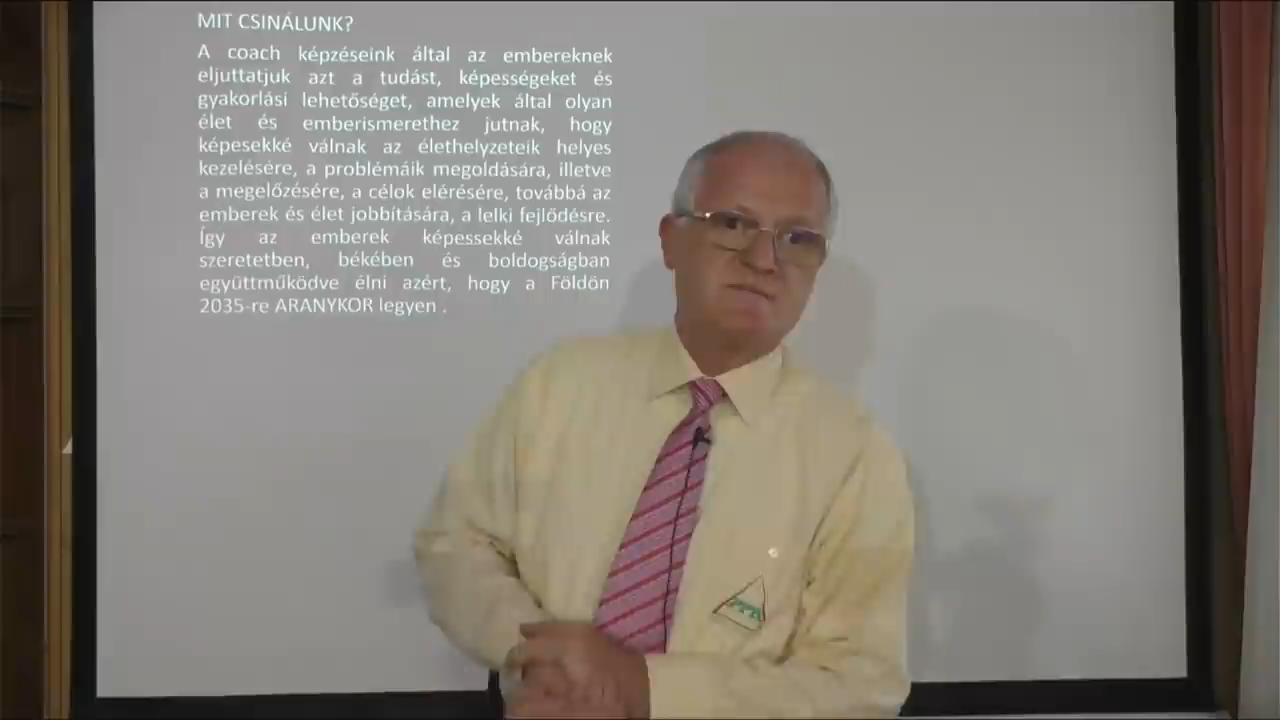 MIT CSINÁLUNK?
A coach képzéseink által az embereknek
eljuttatjuk azt a tudást, képességeket és
gyakorlási lehetőséget, amelyek által olyan
élet és emberismerethez jutnak, hogy
képesekké válnak az élethelyzeteik helyes
kezelésére, a problémáik megoldására, illetve
a megelőzésére, a célok elérésére, továbbá az
emberek és élet jobbítására, a lelki fejlődésre.
Így az emberek képessekké válnak
szeretetben, békében és boldogságban
együttműködve élni azért, hogy a Földön
2035-re ARANYKOR legyen .